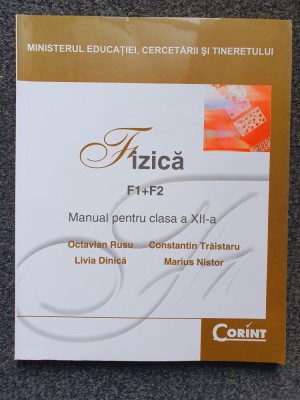 MINISTERUL EDUCAȚIEI, CERCETĂRII ȘI TINERETULUI
Fizică
F1+F2
Manual pentru clasa a XII-a
Octavian Rusu Constantin Trăistaru
Livia Dinică Marius Nistor
CORINT